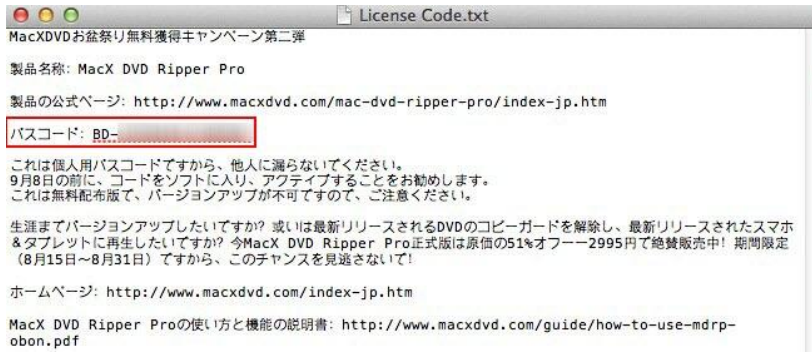 License Code.txt
MacXDVDお盆祭り無料獲得キャンペーン第二弾
製品名称: MacX DVD Ripper Pro
製品の公式ページ: http://www.macxdvd.com/mac-dvd-ripper-pro/index-jp.htm
パスコード: BD-
これは個人用パスコードですから、他人に漏らないてください。
9月8日の前に、コードをソフトに入り、アクティブすることをお勧めします。
これは無料配布版で、バージョンアップが不可ですので、ご注意ください。
生涯までバージョンアップしたいですか? 或いは最新リリースされるDVDのコピーガードを解除し、最新リリースされたスマホ
&タブレットに再生したいですか? 今MacX DVD Ripper Pro正式版は原価の51%オフーー2995円で絶賛販売中! 期間限定
(8月15日~8月31日)ですから、このチャンスを見逃さないで!
ホームページ: http://www.macxdvd.com/index-jp.htm
MacX DVD Ripper Proの使い方と機能の説明書: http://www.macxdvd.com/guide/how-to-use-mdrp-
obon.pdf